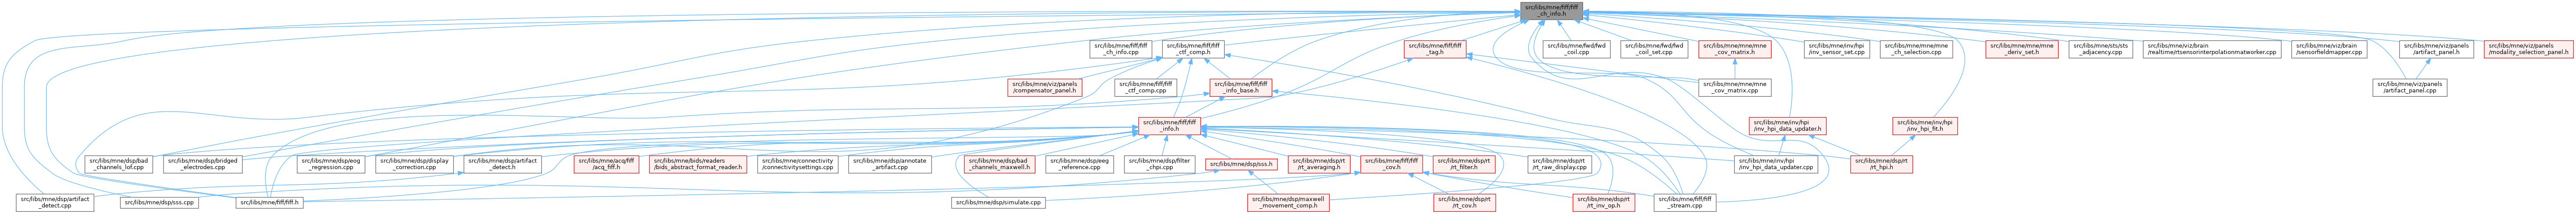 src/libs/mne/fiff/fiff
_ch_info.h
src/libs/mne/fiff/fiff
_ch_info.cpp
src/libs/mne/fiff/fiff
_ctf_comp.h
src/libs/mne/fiff/fiff
_tag.h
src/libs/mne/fwd/fwd
_coil.cpp
src/libs/mne/fwd/fwd
_coil_set.cpp
src/libs/mne/mne/mne
_cov_matrix.h
src/libs/mne/inv/hpi
/inv_sensor_set.cpp
src/libs/mne/mne/mne
_ch_selection.cpp
src/libs/mne/mne/mne
_deriv_set.h
src/libs/mne/sts/sts
_adjacency.cpp
src/libs/mne/viz/brain
/realtime/rtsensorinterpolationmatworker.cpp
src/libs/mne/viz/brain
/sensorfieldmapper.cpp
src/libs/mne/viz/panels
/artifact_panel.h
src/libs/mne/viz/panels
/modality_selection_panel.h
src/libs/mne/viz/panels
/compensator_panel.h
src/libs/mne/fiff/fiff
_ctf_comp.cpp
src/libs/mne/fiff/fiff
_info_base.h
src/libs/mne/mne/mne
_cov_matrix.cpp
src/libs/mne/viz/panels
/artifact_panel.cpp
src/libs/mne/fiff/fiff
_info.h
src/libs/mne/inv/hpi
/inv_hpi_data_updater.h
src/libs/mne/inv/hpi
/inv_hpi_fit.h
src/libs/mne/dsp/bad
_channels_lof.cpp
src/libs/mne/dsp/bridged
_electrodes.cpp
src/libs/mne/dsp/eog
_regression.cpp
src/libs/mne/dsp/display
_correction.cpp
src/libs/mne/dsp/artifact
_detect.h
src/libs/mne/acq/fiff
/acq_fiff.h
src/libs/mne/bids/readers
/bids_abstract_format_reader.h
src/libs/mne/connectivity
/connectivitysettings.cpp
src/libs/mne/dsp/annotate
_artifact.cpp
src/libs/mne/dsp/bad
_channels_maxwell.h
src/libs/mne/dsp/eeg
_reference.cpp
src/libs/mne/dsp/filter
_chpi.cpp
src/libs/mne/dsp/sss.h
src/libs/mne/dsp/rt
/rt_averaging.h
src/libs/mne/fiff/fiff
_cov.h
src/libs/mne/dsp/rt
/rt_filter.h
src/libs/mne/dsp/rt
/rt_raw_display.cpp
src/libs/mne/inv/hpi
/inv_hpi_data_updater.cpp
src/libs/mne/dsp/rt
/rt_hpi.h
src/libs/mne/dsp/artifact
_detect.cpp
src/libs/mne/dsp/sss.cpp
src/libs/mne/fiff/fiff.h
src/libs/mne/dsp/simulate.cpp
src/libs/mne/dsp/maxwell
_movement_comp.h
src/libs/mne/dsp/rt
/rt_cov.h
src/libs/mne/dsp/rt
/rt_inv_op.h
src/libs/mne/fiff/fiff
_stream.cpp